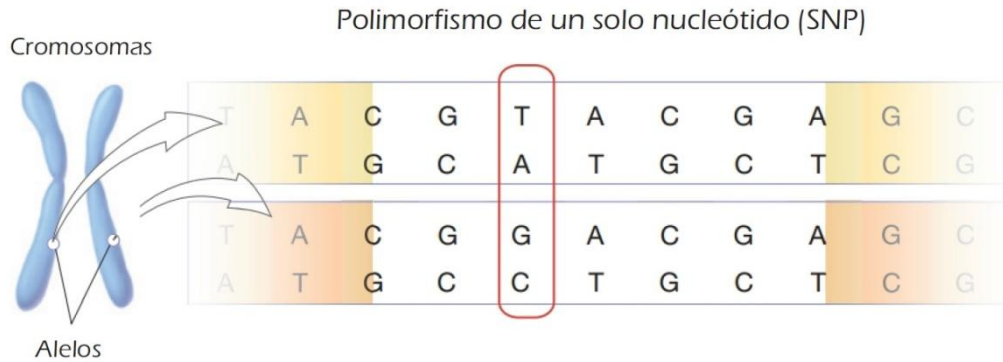 Polimorfismo de un solo nucleótido (SNP)
Cromosomas
T A C G T A C G A G C
A T G C A T G C T C G
T A C G G A C G A G C
A T G C C T G C T C G
Alelos